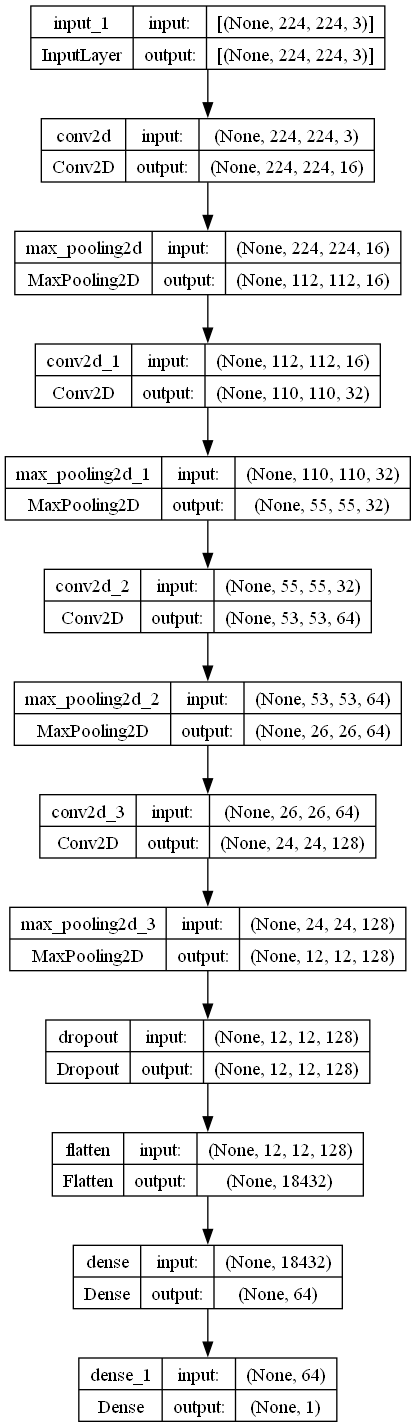 input_1 input: [(None, 224, 224, 3)]
InputLayer output: [(None, 224, 224, 3)]
conv2d input: (None, 224, 224, 3)
Conv2D output: (None, 224, 224, 16)
max_pooling2d input: (None, 224, 224, 16)
MaxPooling2D output: (None, 112, 112, 16)
conv2d_1 input: (None, 112, 112, 16)
Conv2D output: (None, 110, 110, 32)
max_pooling2d_1 input: (None, 110, 110, 32)
MaxPooling2D output: (None, 55, 55, 32)
conv2d_2 input: (None, 55, 55, 32)
Conv2D output: (None, 53, 53, 64)
max_pooling2d_2 input: (None, 53, 53, 64)
MaxPooling2D output: (None, 26, 26, 64)
conv2d_3 input: (None, 26, 26, 64)
Conv2D output: (None, 24, 24, 128)
max_pooling2d_3 input: (None, 24, 24, 128)
MaxPooling2D output: (None, 12, 12, 128)
dropout input: (None, 12, 12, 128)
Dropout output: (None, 12, 12, 128)
flatten input: (None, 12, 12, 128)
Flatten output: (None, 18432)
dense input: (None, 18432)
Dense output: (None, 64)
dense_1 input: (None, 64)
Dense output: (None, 1)